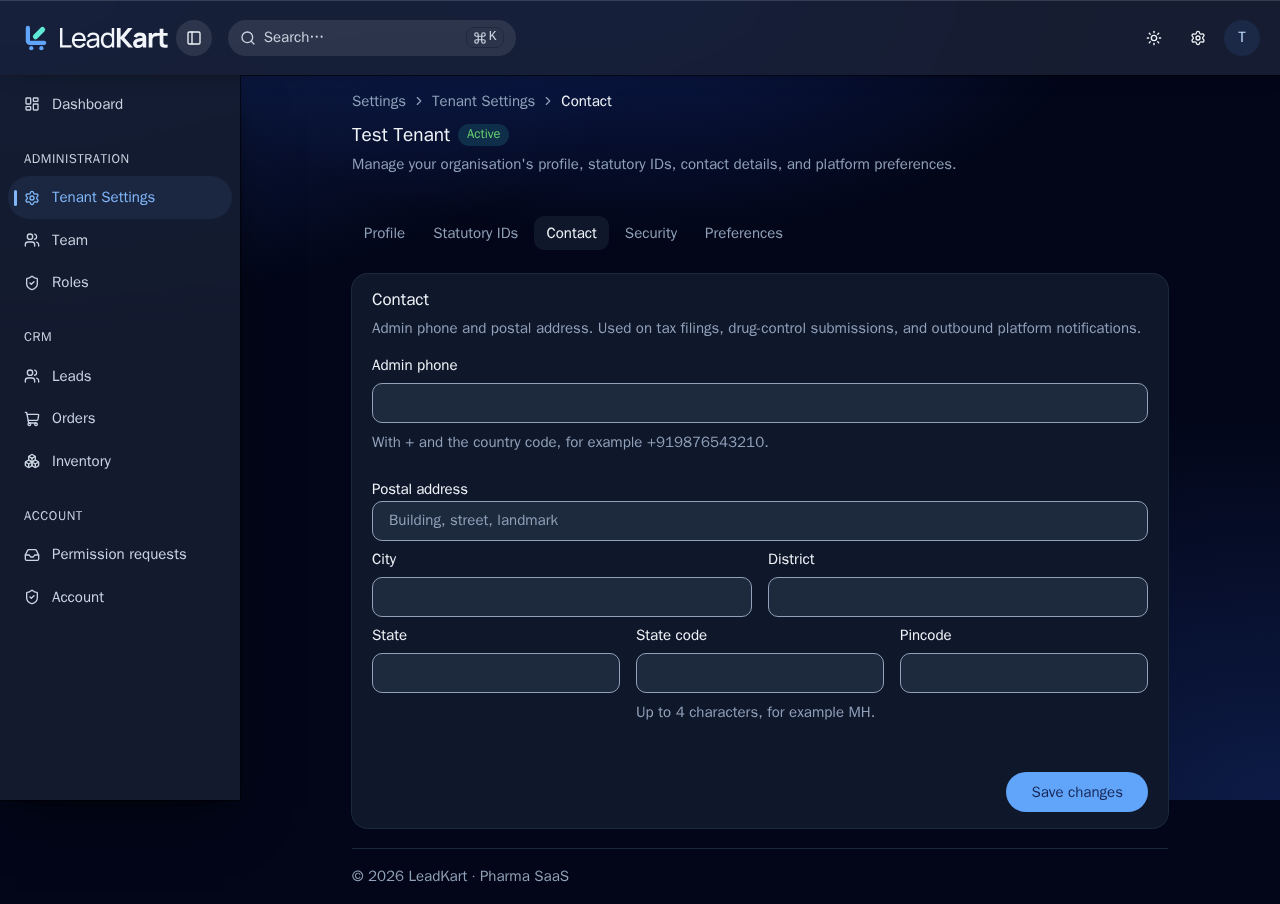 LeadKart
Search⋯ ⌘K
T
Dashboard
ADMINISTRATION
Tenant Settings
Team
Roles
CRM
Leads
Orders
Inventory
ACCOUNT
Permission requests
Account
Settings > Tenant Settings > Contact
Test Tenant Active
Manage your organisation's profile, statutory IDs, contact details, and platform preferences.
Profile Statutory IDs Contact Security Preferences
Contact
Admin phone and postal address. Used on tax filings, drug-control submissions, and outbound platform notifications.
Admin phone
With + and the country code, for example +919876543210.
Postal address
Building, street, landmark
City District
State State code Pincode
Up to 4 characters, for example MH.
Save changes
© 2026 LeadKart · Pharma SaaS